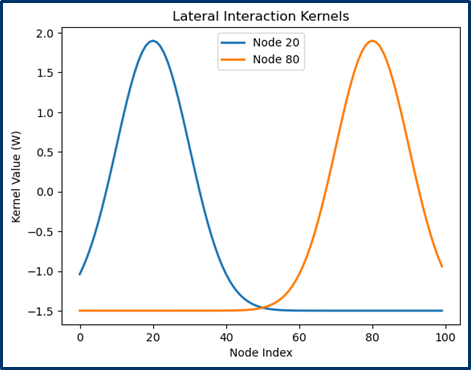 Lateral Interaction Kernels
Node 20
Node 80
Kernel Value (W)
2.0
1.5
1.0
0.5
0.0
−0.5
−1.0
−1.5
0 20 40 60 80 100
Node Index